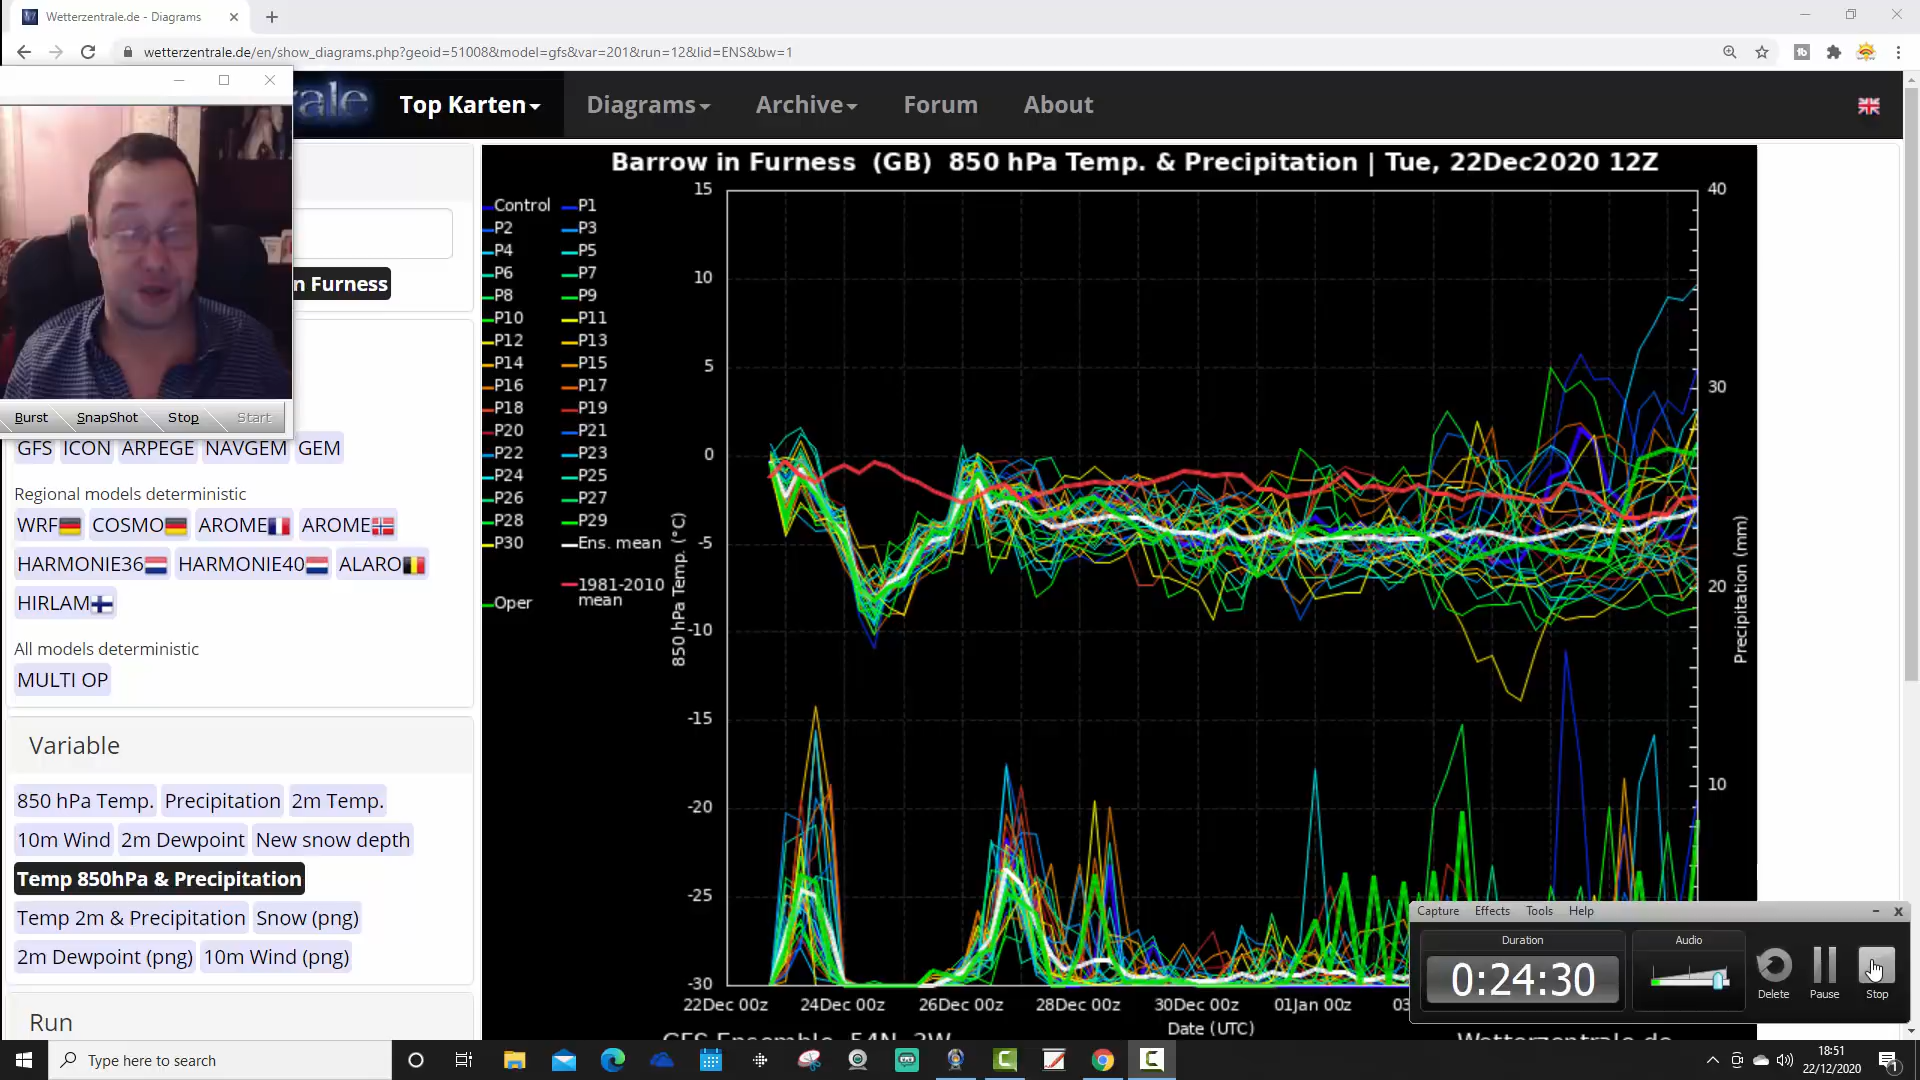 Wetterzentrale.de - Diagrams
wetterzentrale.de/en/show_diagrams.php?geoid=51008&model=gfs&var=201&run=12&lid=ENS&bw=1
Top Karten Diagrams Archive Forum About
n Furness
Burst SnapShot Stop Start
GFS ICON ARPEGE NAVGEM GEM
Regional models deterministic
WRF COSMO AROME AROME
HARMONIE36 HARMONIE40 ALARO
HIRLAM
All models deterministic
MULTI OP
Variable
850 hPa Temp. Precipitation 2m Temp.
10m Wind 2m Dewpoint New snow depth
Temp 850hPa & Precipitation
Temp 2m & Precipitation Snow (png)
2m Dewpoint (png) 10m Wind (png)
Run
Barrow in Furness (GB) 850 hPa Temp. & Precipitation | Tue, 22Dec2020 12Z
Control P1
P2 P3
P4 P5
P6 P7
P8 P9
P10 P11
P12 P13
P14 P15
P16 P17
P18 P19
P20 P21
P22 P23
P24 P25
P26 P27
P28 P29
P30 Ens. mean
1981-2010
mean
Oper
850 hPa Temp. (°C)
15
10
5
0
-5
-10
-15
-20
-25
-30
40
30
20
10
Precipitation (mm)
22Dec 00z 24Dec 00z 26Dec 00z 28Dec 00z 30Dec 00z 01Jan 00z 03
Date (UTC)
GFS Ensemble 54N 3W
Wetterzentrale.de
Capture Effects Tools Help
Duration
0:24:30
Audio
Delete Pause Stop
Type here to search
18:51
22/12/2020
1